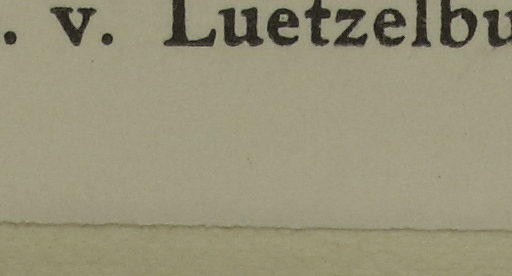 . v. Luetzelbu